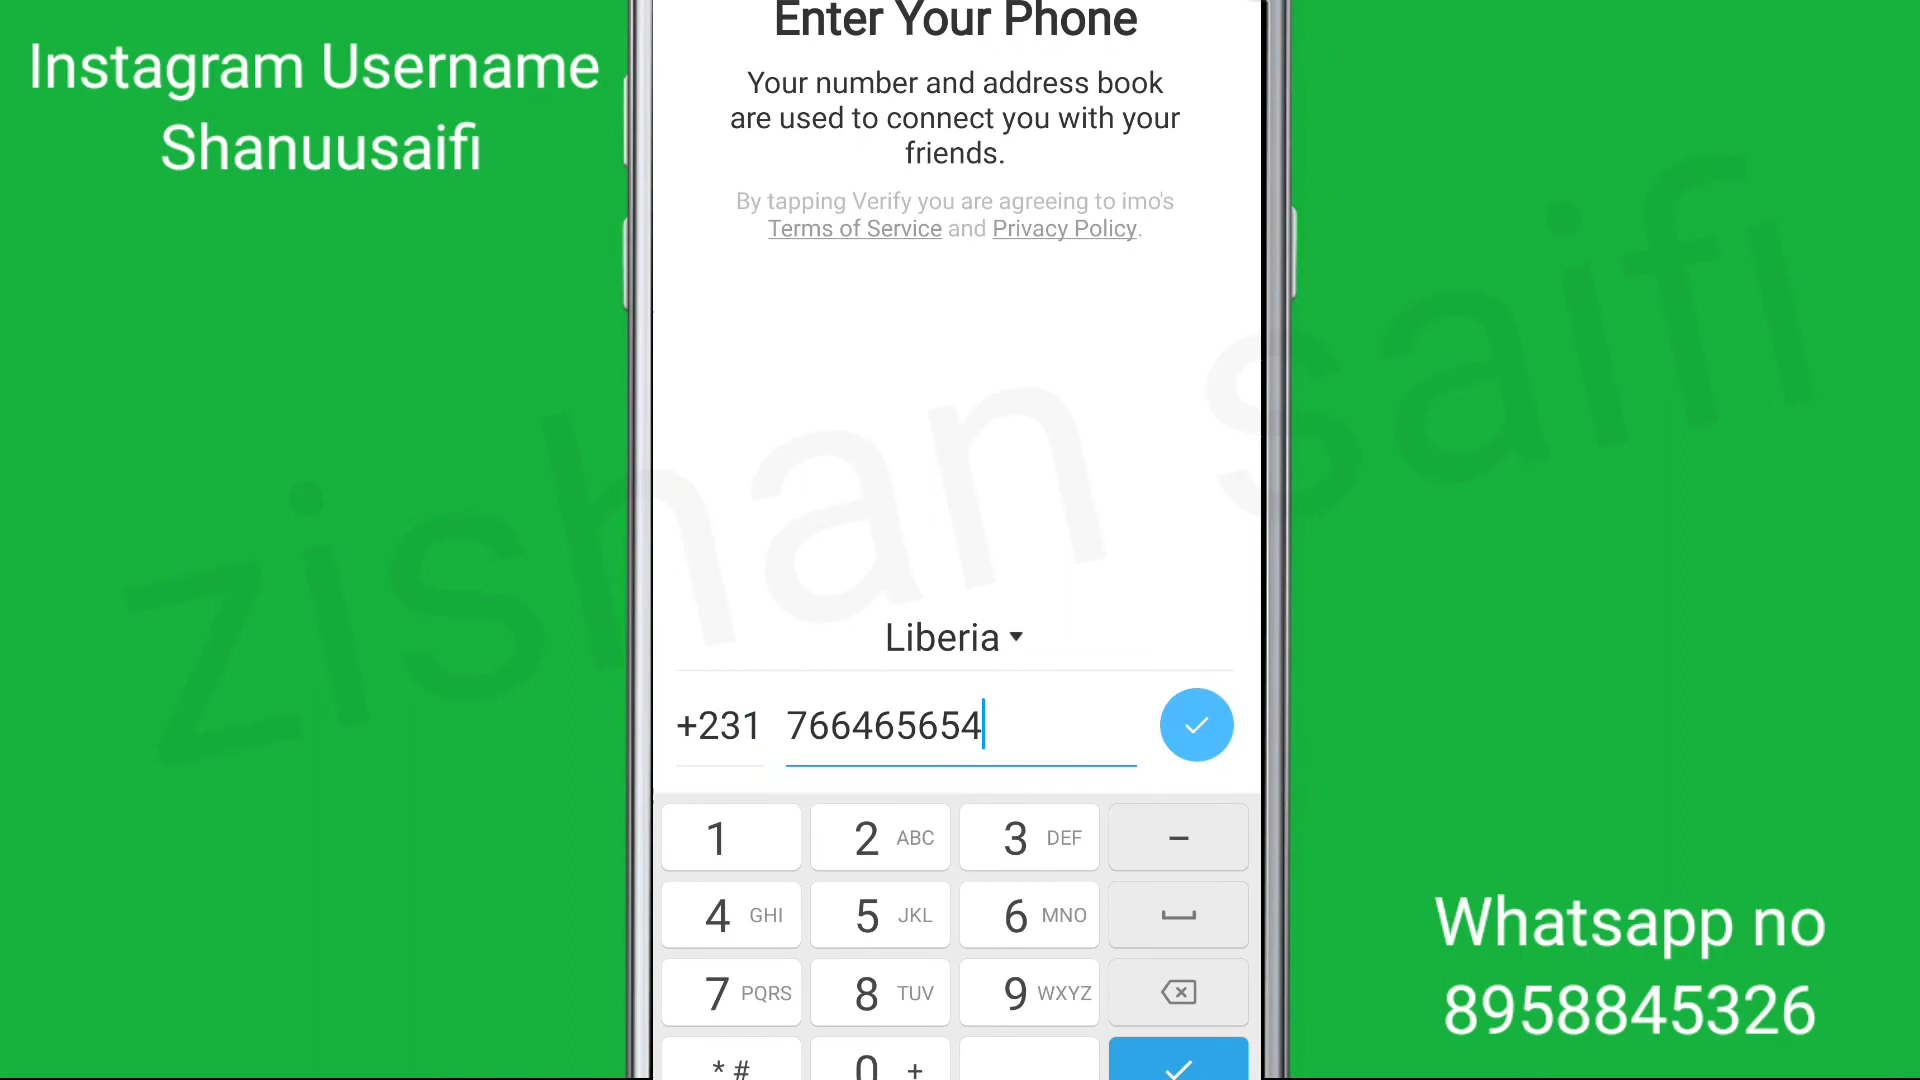 Instagram Username
Shanuusaifi
Enter Your Phone
Your number and address book
are used to connect you with your
friends.
By tapping Verify you are agreeing to imo's
Terms of Service and Privacy Policy.
zishan saifi
Liberia
+231 766465654
1 2 ABC 3 DEF –
4 GHI 5 JKL 6 MNO
7 PQRS 8 TUV 9 WXYZ
* # 0 +
Whatsapp no
8958845326